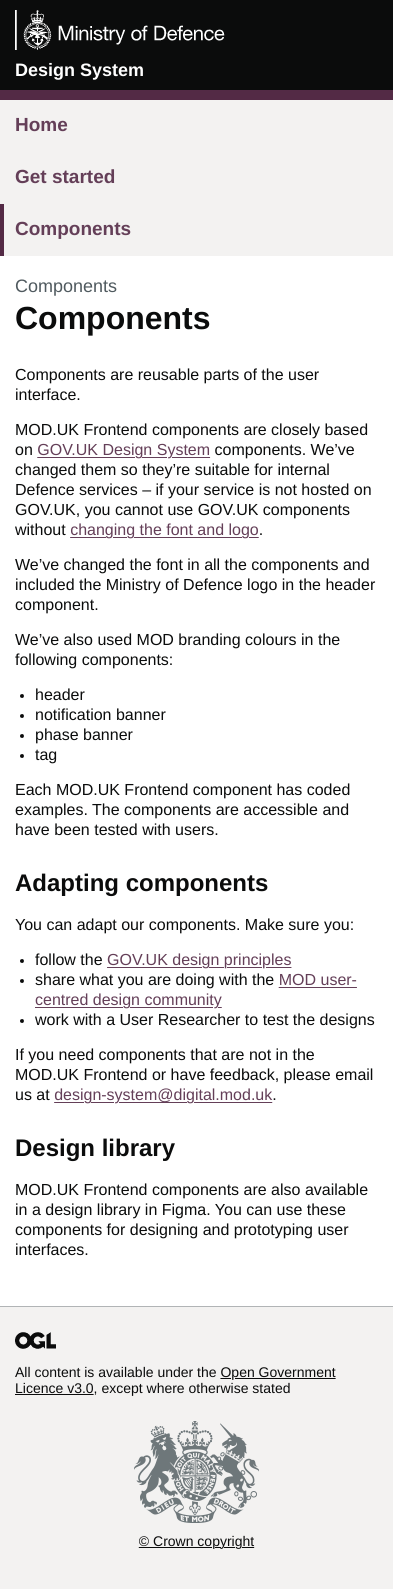 Ministry of Defence
Design System
Home
Get started
Components
Components
Components
Components are reusable parts of the user
interface.
MOD.UK Frontend components are closely based
on GOV.UK Design System components. We’ve
changed them so they’re suitable for internal
Defence services – if your service is not hosted on
GOV.UK, you cannot use GOV.UK components
without changing the font and logo.
We’ve changed the font in all the components and
included the Ministry of Defence logo in the header
component.
We’ve also used MOD branding colours in the
following components:
• header
• notification banner
• phase banner
• tag
Each MOD.UK Frontend component has coded
examples. The components are accessible and
have been tested with users.
Adapting components
You can adapt our components. Make sure you:
• follow the GOV.UK design principles
• share what you are doing with the MOD user-
centred design community
• work with a User Researcher to test the designs
If you need components that are not in the
MOD.UK Frontend or have feedback, please email
us at design-system@digital.mod.uk.
Design library
MOD.UK Frontend components are also available
in a design library in Figma. You can use these
components for designing and prototyping user
interfaces.
OGL
All content is available under the Open Government
Licence v3.0, except where otherwise stated
DIEU ET MON DROIT
© Crown copyright